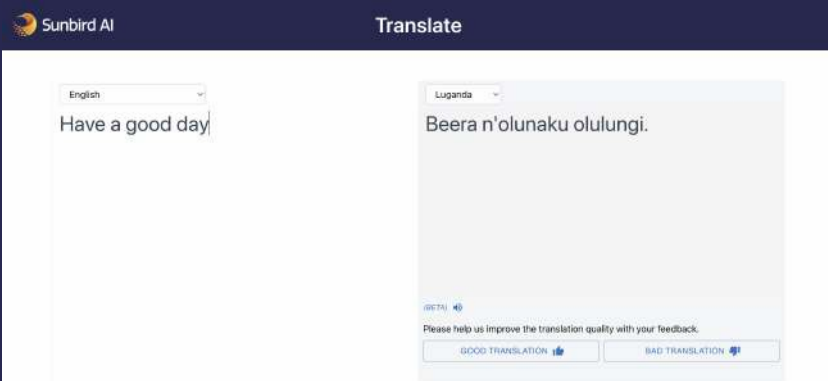 Sunbird AI
Translate
English
Luganda
Have a good day
Beera n'olunaku olulungi.
(BETA)
Please help us improve the translation quality with your feedback.
GOOD TRANSLATION
BAD TRANSLATION